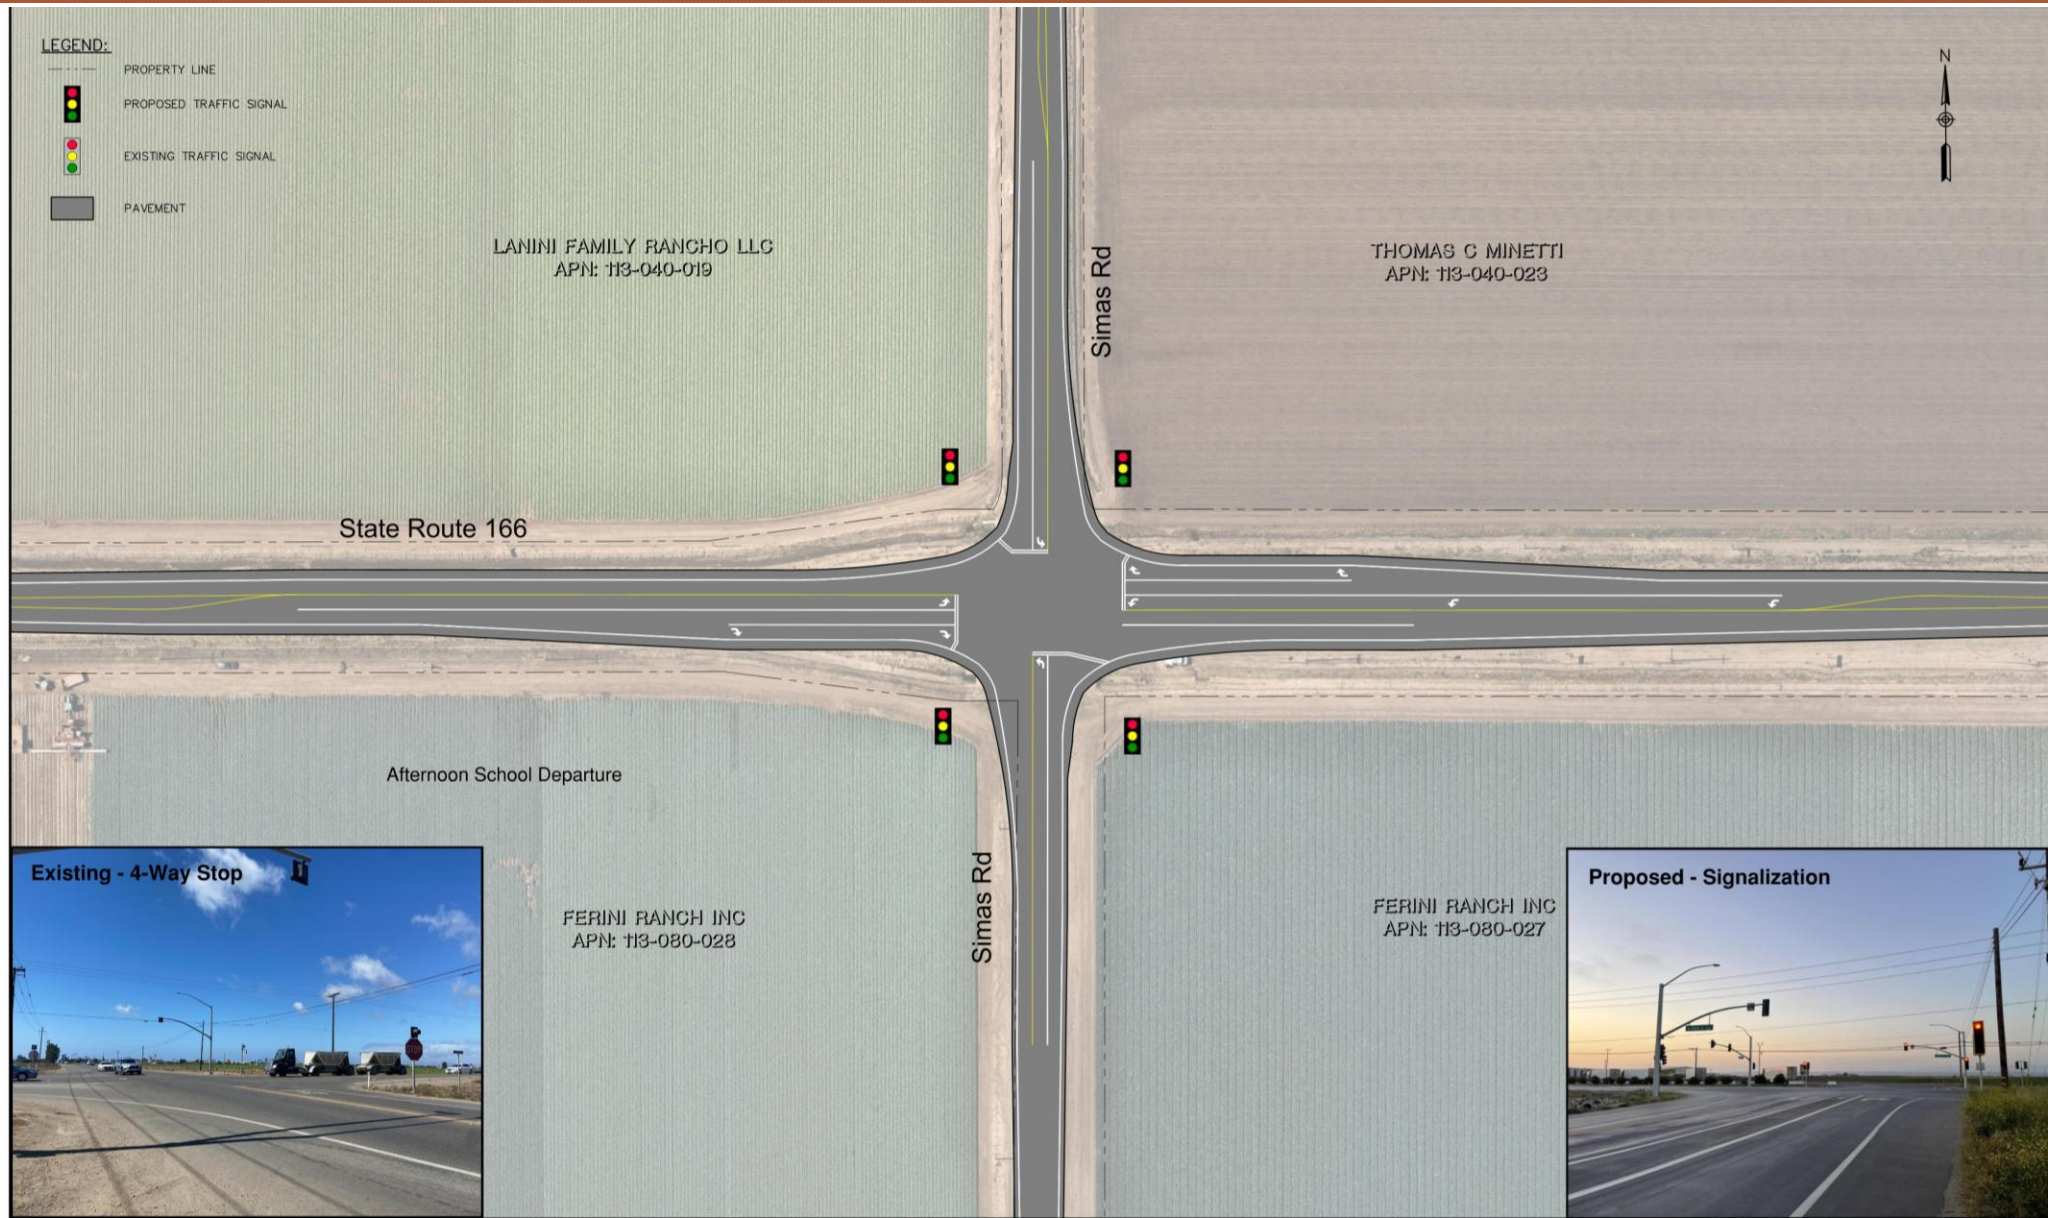 LEGEND:
PROPERTY LINE
PROPOSED TRAFFIC SIGNAL
EXISTING TRAFFIC SIGNAL
PAVEMENT
N
LANINI FAMILY RANCHO LLC
APN: 113-040-019
THOMAS C MINETTI
APN: 113-040-023
Simas Rd
State Route 166
Afternoon School Departure
Existing - 4-Way Stop
STOP
FERINI RANCH INC
APN: 113-080-028
Simas Rd
FERINI RANCH INC
APN: 113-080-027
Proposed - Signalization